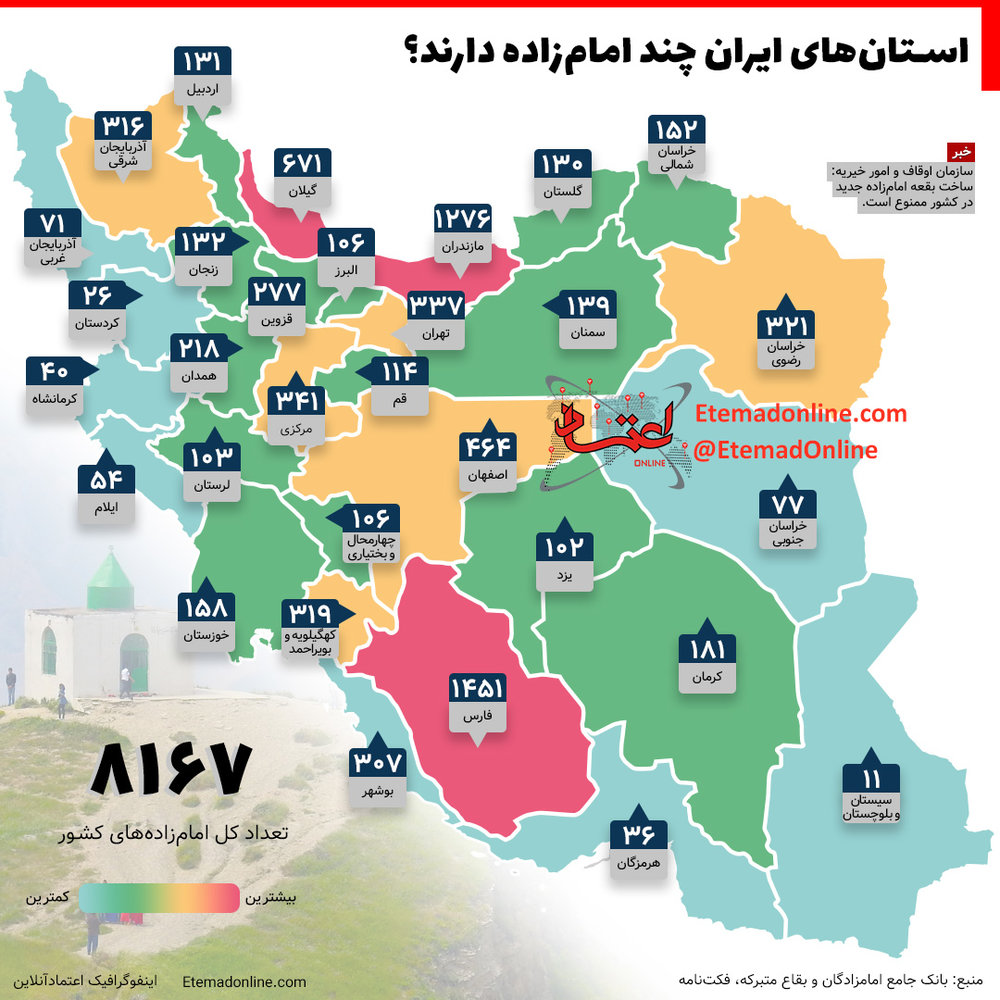 استان‌های ایران چند امام‌زاده دارند؟
خبر
سازمان اوقاف و امور خیریه:
ساخت بقعه امام‌زاده جدید
در کشور ممنوع است.
۱۳۱
اردبیل
۳۱۶
آذربایجان
شرقی
۶۷۱
گیلان
۱۳۰
گلستان
۱۵۲
خراسان
شمالی
۷۱
آذربایجان
غربی
۱۳۲
زنجان
۱۰۶
البرز
۱۲۷۶
مازندران
۲۶
کردستان
۲۷۷
قزوین
۳۳۷
تهران
۱۳۹
سمنان
۳۲۱
خراسان
رضوی
۴۰
کرمانشاه
۲۱۸
همدان
۳۴۱
مرکزی
۱۱۴
قم
اعتماد
ONLINE
Etemadonline.com
@EtemadOnline
۵۴
ایلام
۱۰۳
لرستان
۴۶۴
اصفهان
۷۷
خراسان
جنوبی
۱۰۶
چهارمحال
و بختیاری
۱۰۲
یزد
۱۵۸
خوزستان
۳۱۹
کهگیلویه و
بویراحمد
۱۸۱
کرمان
۱۴۵۱
فارس
۳۰۷
بوشهر
۱۱
سیستان
و بلوچستان
۳۶
هرمزگان
۸۱۶۷
تعداد کل امام‌زاده‌های کشور
بیشترین
کمترین
منبع: بانک جامع امامزادگان و بقاع متبرکه، فکت‌نامه
Etemadonline.com
اینفوگرافیک اعتمادآنلاین